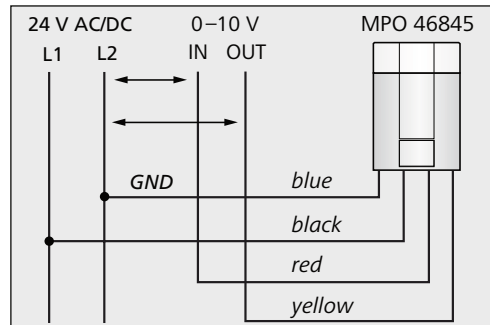 24 V AC/DC 0–10 V MPO 46845
L1 L2 IN OUT
GND blue
black
red
yellow